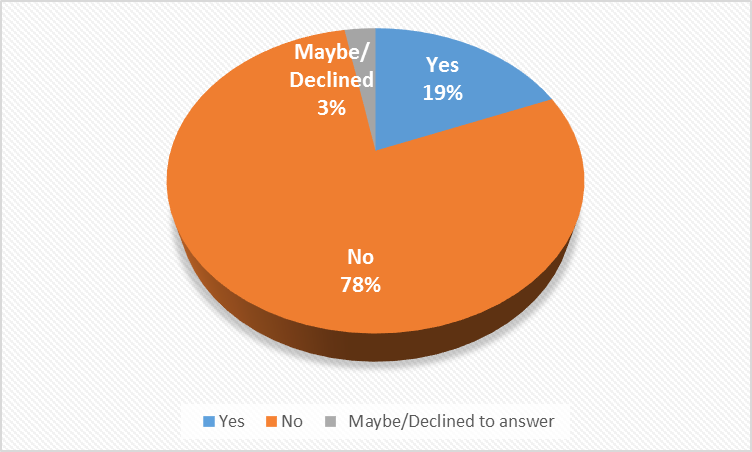 Maybe/
Declined
3%
Yes
19%
No
78%
Yes No Maybe/Declined to answer